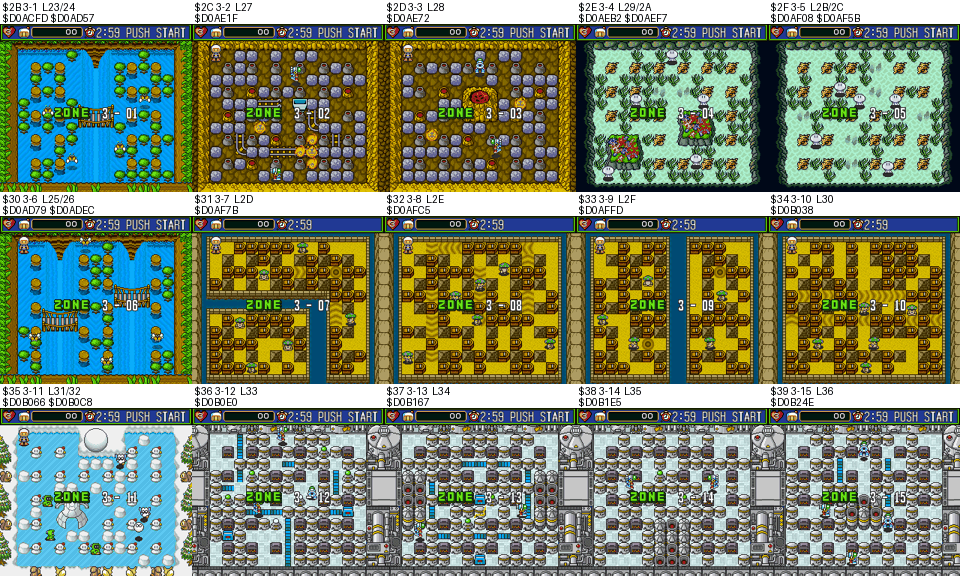 $2B 3-1 L23/24
$D0ACFD $D0AD57
00 2:59 PUSH START
ZONE 3 - 01
$2C 3-2 L27
$D0AE1F
00 2:59 PUSH START
ZONE 3 - 02
$2D 3-3 L28
$D0AE72
00 2:59 PUSH START
ZONE 3 - 03
$2E 3-4 L29/2A
$D0AEB2 $D0AEF7
00 2:59 PUSH START
ZONE 3 - 04
$2F 3-5 L2B/2C
$D0AF08 $D0AF5B
00 2:59 PUSH START
ZONE 3 - 05
$30 3-6 L25/26
$D0AD79 $D0ADEC
00 2:59 PUSH START
ZONE 3 - 06
$31 3-7 L2D
$D0AF7B
00 2:59
ZONE 3 - 07
$32 3-8 L2E
$D0AFC5
00 2:59
ZONE 3 - 08
$33 3-9 L2F
$D0AFFD
00 2:59
ZONE 3 - 09
$34 3-10 L30
$D0B038
00 2:59
ZONE 3 - 10
$35 3-11 L31/32
$D0B066 $D0B0C8
00 2:59 PUSH START
ZONE 3 - 11
$36 3-12 L33
$D0B0E0
00 2:59 PUSH START
ZONE 3 - 12
$37 3-13 L34
$D0B167
00 2:59 PUSH START
ZONE 3 - 13
$38 3-14 L35
$D0B1E5
00 2:59 PUSH START
ZONE 3 - 14
$39 3-15 L36
$D0B24E
00 2:59 PUSH START
ZONE 3 - 15